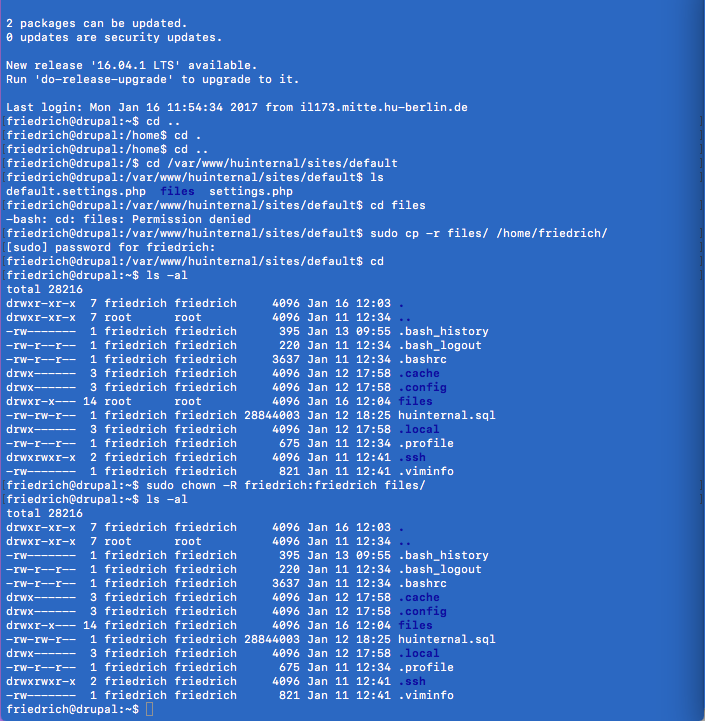 2 packages can be updated.
0 updates are security updates.
New release '16.04.1 LTS' available.
Run 'do-release-upgrade' to upgrade to it.
Last login: Mon Jan 16 11:54:34 2017 from il173.mitte.hu-berlin.de
friedrich@drupal:~$ cd ..
friedrich@drupal:/home$ cd .
friedrich@drupal:/home$ cd ..
friedrich@drupal:/$ cd /var/www/huinternal/sites/default
friedrich@drupal:/var/www/huinternal/sites/default$ ls
default.settings.php  files  settings.php
friedrich@drupal:/var/www/huinternal/sites/default$ cd files
-bash: cd: files: Permission denied
friedrich@drupal:/var/www/huinternal/sites/default$ sudo cp -r files/ /home/friedrich/
[sudo] password for friedrich:
friedrich@drupal:/var/www/huinternal/sites/default$ cd
friedrich@drupal:~$ ls -al
total 28216
drwxr-xr-x  7 friedrich friedrich     4096 Jan 16 12:03 .
drwxr-xr-x  7 root      root          4096 Jan 11 12:34 ..
-rw-------  1 friedrich friedrich      395 Jan 13 09:55 .bash_history
-rw-r--r--  1 friedrich friedrich      220 Jan 11 12:34 .bash_logout
-rw-r--r--  1 friedrich friedrich     3637 Jan 11 12:34 .bashrc
drwx------  3 friedrich friedrich     4096 Jan 12 17:58 .cache
drwx------  3 friedrich friedrich     4096 Jan 12 17:58 .config
drwxr-x--- 14 root      root          4096 Jan 16 12:04 files
-rw-rw-r--  1 friedrich friedrich 28844003 Jan 12 18:25 huinternal.sql
drwx------  3 friedrich friedrich     4096 Jan 12 17:58 .local
-rw-r--r--  1 friedrich friedrich      675 Jan 11 12:34 .profile
drwxrwxr-x  2 friedrich friedrich     4096 Jan 11 12:41 .ssh
-rw-------  1 friedrich friedrich      821 Jan 11 12:41 .viminfo
friedrich@drupal:~$ sudo chown -R friedrich:friedrich files/
friedrich@drupal:~$ ls -al
total 28216
drwxr-xr-x  7 friedrich friedrich     4096 Jan 16 12:03 .
drwxr-xr-x  7 root      root          4096 Jan 11 12:34 ..
-rw-------  1 friedrich friedrich      395 Jan 13 09:55 .bash_history
-rw-r--r--  1 friedrich friedrich      220 Jan 11 12:34 .bash_logout
-rw-r--r--  1 friedrich friedrich     3637 Jan 11 12:34 .bashrc
drwx------  3 friedrich friedrich     4096 Jan 12 17:58 .cache
drwx------  3 friedrich friedrich     4096 Jan 12 17:58 .config
drwxr-x--- 14 friedrich friedrich     4096 Jan 16 12:04 files
-rw-rw-r--  1 friedrich friedrich 28844003 Jan 12 18:25 huinternal.sql
drwx------  3 friedrich friedrich     4096 Jan 12 17:58 .local
-rw-r--r--  1 friedrich friedrich      675 Jan 11 12:34 .profile
drwxrwxr-x  2 friedrich friedrich     4096 Jan 11 12:41 .ssh
-rw-------  1 friedrich friedrich      821 Jan 11 12:41 .viminfo
friedrich@drupal:~$